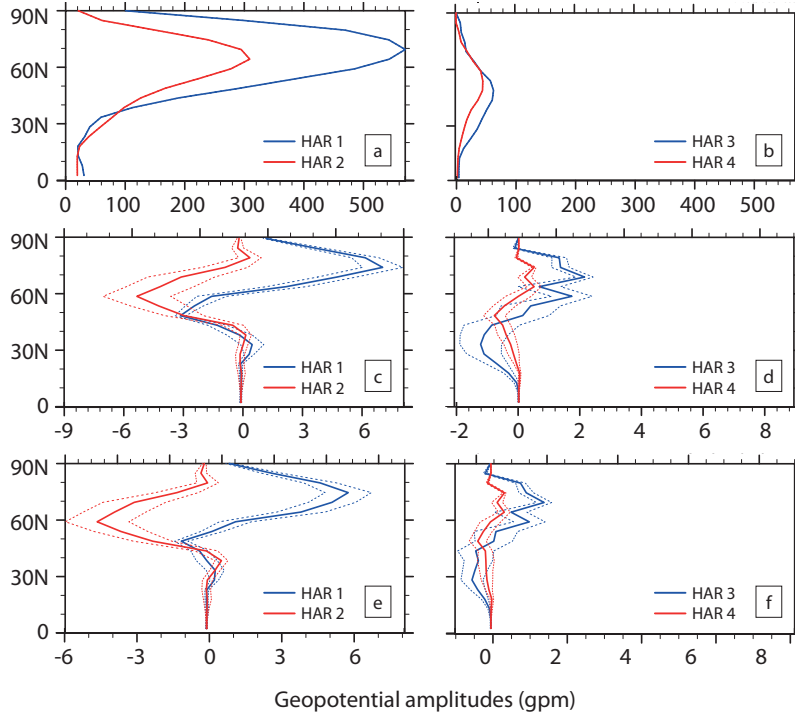 90N
60N
30N
0
HAR 1
HAR 2
a
0 100 200 300 400 500
HAR 3
HAR 4
b
0 100 200 300 400 500
90N
60N
30N
0
HAR 1
HAR 2
c
-9 -6 -3 0 3 6
HAR 3
HAR 4
d
-2 0 2 4 6 8
90N
60N
30N
0
HAR 1
HAR 2
e
-6 -3 0 3 6
HAR 3
HAR 4
f
0 2 4 6 8
Geopotential amplitudes (gpm)